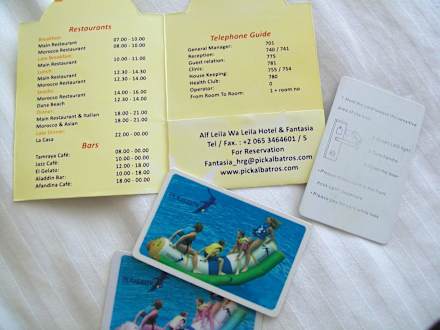 Restaurants
Breakfast:
Main Restaurant 07.00 - 10.00
Morocco Restaurant 08.00 - 10.00
Late Breakfast:
Main Restaurant 10.00 - 11.00
Lunch
Main Restaurant 12.30 - 14.30
Morocco Restaurant 12.30 - 14.30
Snacks:
Morocco Restaurant 14.00 - 16.00
Dana Beach 12.30 - 14.00
Dinner:
Main Restaurant & Italian 18.00 - 21.00
Morocco & Asian 18.00 - 21.00
Late Dinner:
La Casa 22.00 - 00.00
Bars
Tamraya Café: 08.00 - 00.00
Jazz Café: 10.00 - 00.00
El Gelato: 12.00 - 18.00
Aladdin Bar: 10.00 - 00.00
Afandina Café: 18.00 - 00.00
Telephone Guide
General Manager: 701
Reception: 740 / 741
Guest relation: 775
Clinic: 781
House Keeping: 755 / 754
Health Club: 780
Operator: 0
From Room To Room: 1 + room no
Alf Leila Wa Leila Hotel & Fantasia
Tel / Fax. : +2 065 3464601 / 5
For Reservation
Fantasia_hrg@pickalbatros.com
www.pickalbatros.com